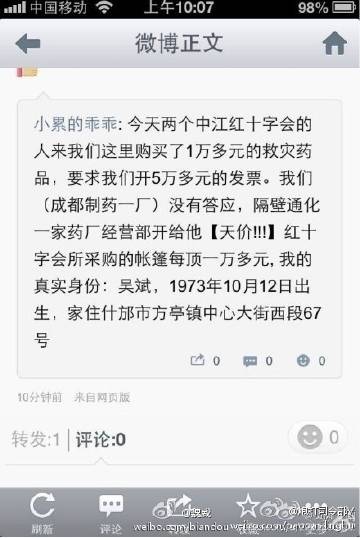 中国移动 上午10:07 98%
微博正文
小累的乖乖: 今天两个中江红十字会的
人来我们这里购买了1万多元的救灾药
品，要求我们开5万多元的发票。我们
（成都制药一厂）没有答应，隔壁通化
一家药厂经营部开给他【天价!!!】红十
字会所采购的帐篷每顶一万多元, 我的
真实身份：吴斌，1973年10月12日出
生，家住什邡市方亭镇中心大街西段67
号
0 0 0
10分钟前 来自网页版
转发:1 评论:0 0
刷新 评论 转发 收藏 更多